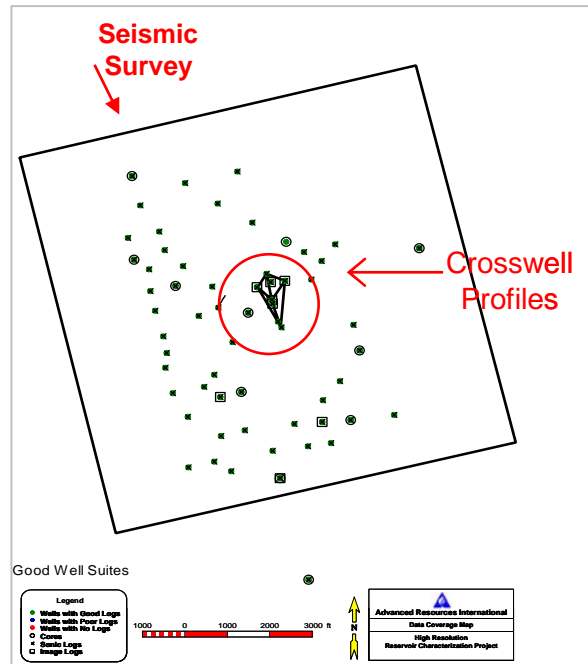 Seismic
Survey
Crosswell
Profiles
Good Well Suites
Legend
Wells with Good Logs
Wells with Poor Logs
Wells with No Logs
Cores
Sonic Logs
Image Logs
1000 0 1000 2000 3000 ft
N
Advanced Resources International
Data Coverage Map
High Resolution
Reservoir Characterization Project